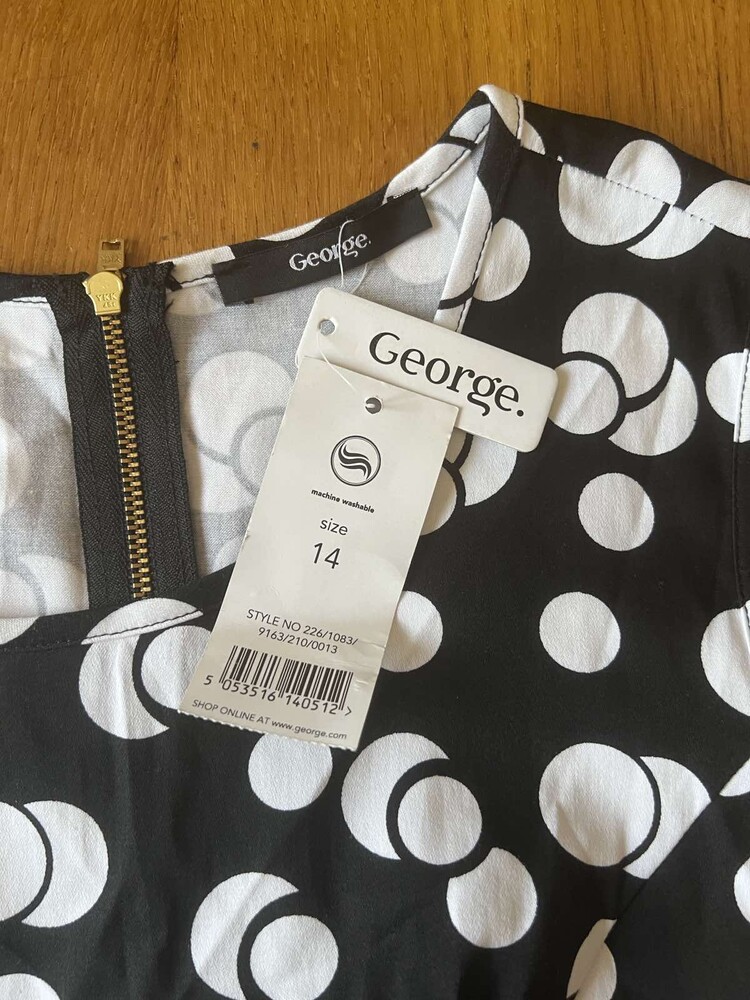 George.
YKK
George.
machine washable
size
14
STYLE NO 226/1083/
9163/210/0013
5 053516 140512 >
SHOP ONLINE AT www.george.com